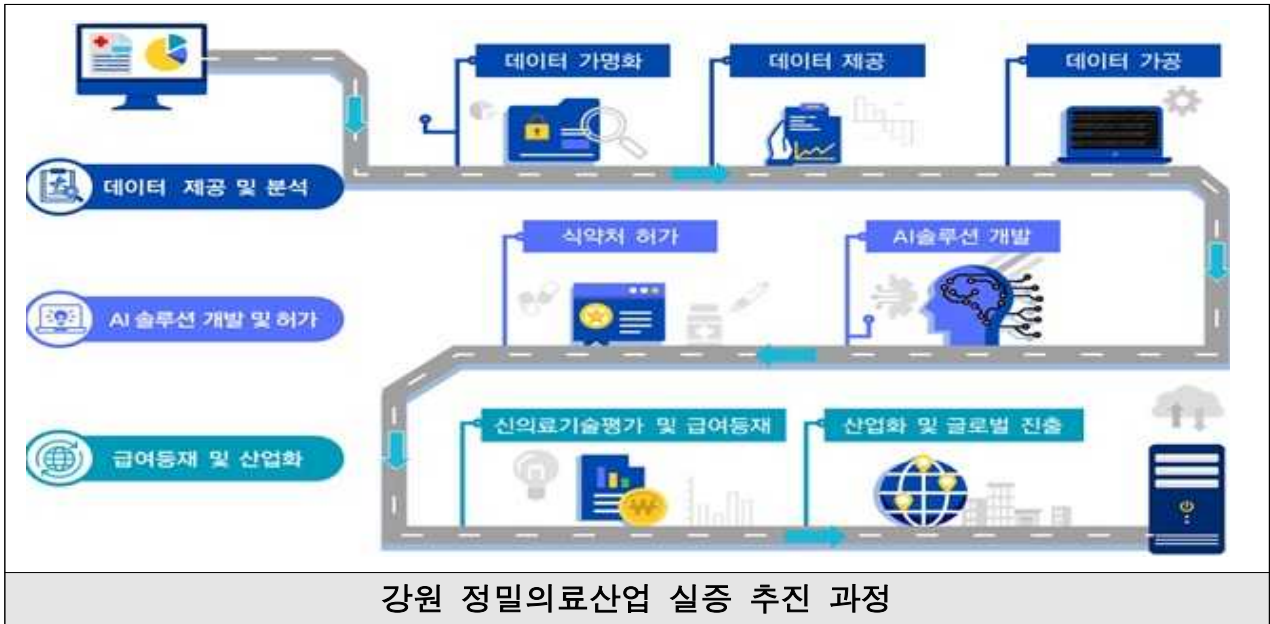 데이터 가명화
데이터 제공
데이터 가공
데이터 제공 및 분석
식약처 허가
AI솔루션 개발
AI 솔루션 개발 및 허가
신의료기술평가 및 급여등재
산업화 및 글로벌 진출
급여등재 및 산업화
강원 정밀의료산업 실증 추진 과정